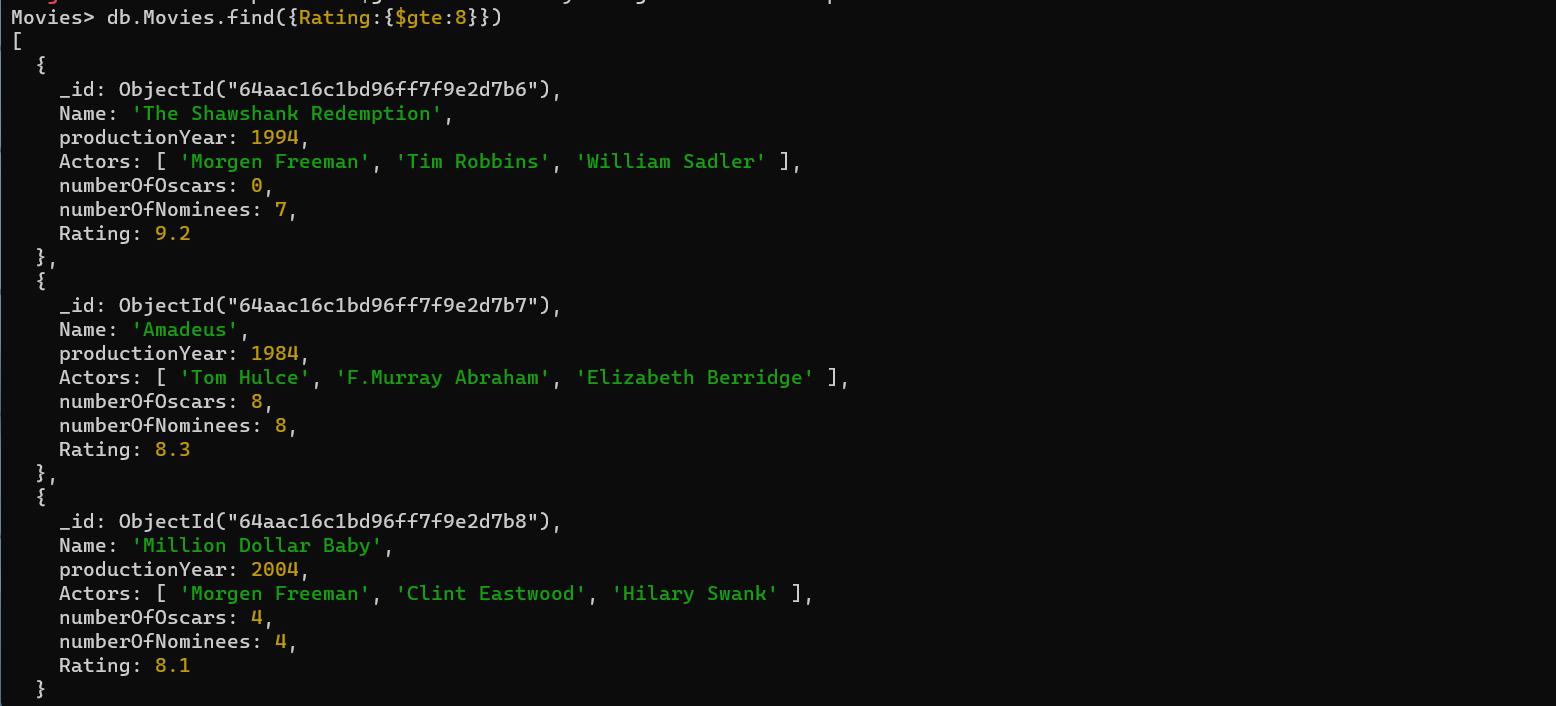 Movies> db.Movies.find({Rating:{$gte:8}})
[
  {
    _id: ObjectId("64aac16c1bd96ff7f9e2d7b6"),
    Name: 'The Shawshank Redemption',
    productionYear: 1994,
    Actors: [ 'Morgen Freeman', 'Tim Robbins', 'William Sadler' ],
    numberOfOscars: 0,
    numberOfNominees: 7,
    Rating: 9.2
  },
  {
    _id: ObjectId("64aac16c1bd96ff7f9e2d7b7"),
    Name: 'Amadeus',
    productionYear: 1984,
    Actors: [ 'Tom Hulce', 'F.Murray Abraham', 'Elizabeth Berridge' ],
    numberOfOscars: 8,
    numberOfNominees: 8,
    Rating: 8.3
  },
  {
    _id: ObjectId("64aac16c1bd96ff7f9e2d7b8"),
    Name: 'Million Dollar Baby',
    productionYear: 2004,
    Actors: [ 'Morgen Freeman', 'Clint Eastwood', 'Hilary Swank' ],
    numberOfOscars: 4,
    numberOfNominees: 4,
    Rating: 8.1
  }